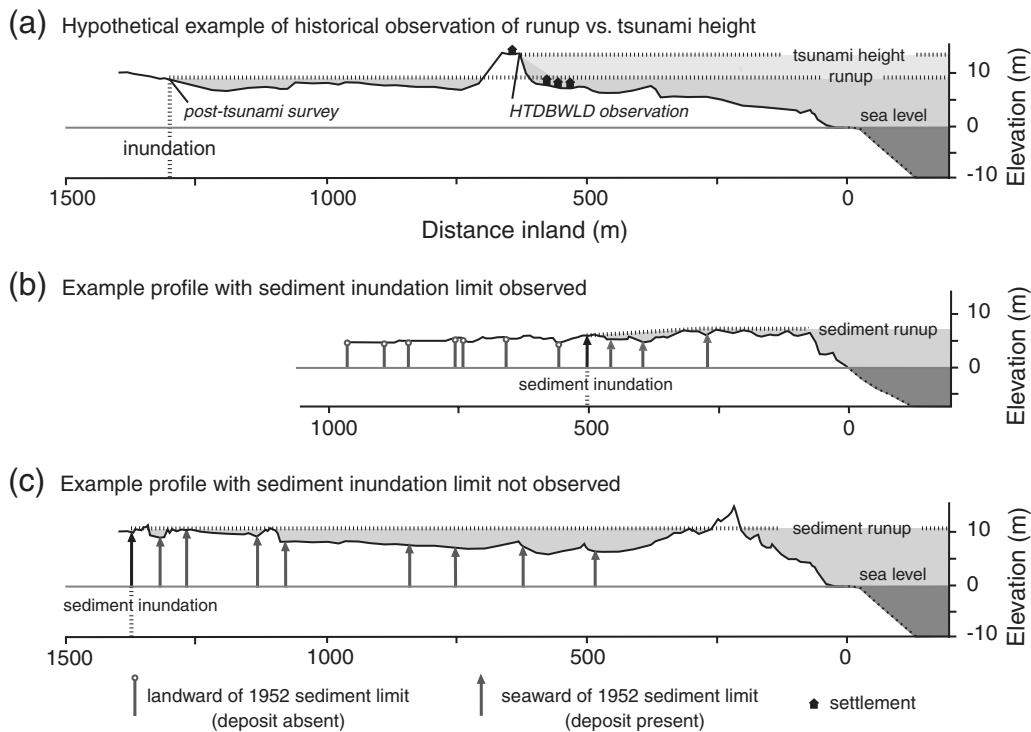 (a) Hypothetical example of historical observation of runup vs. tsunami height
tsunami height
runup
10
post-tsunami survey
HTDBWLD observation
sea level
0
inundation
-10
Elevation (m)
1500 1000 500 0
Distance inland (m)
(b) Example profile with sediment inundation limit observed
10
sediment runup
0
sediment inundation
Elevation (m)
1000 500 0
(c) Example profile with sediment inundation limit not observed
10
sediment runup
sea level
0
sediment inundation
-10
Elevation (m)
1500 1000 500 0
landward of 1952 sediment limit
(deposit absent)
seaward of 1952 sediment limit
(deposit present)
settlement